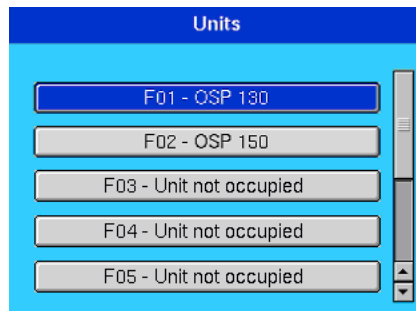 Units
F01 - OSP 130
F02 - OSP 150
F03 - Unit not occupied
F04 - Unit not occupied
F05 - Unit not occupied